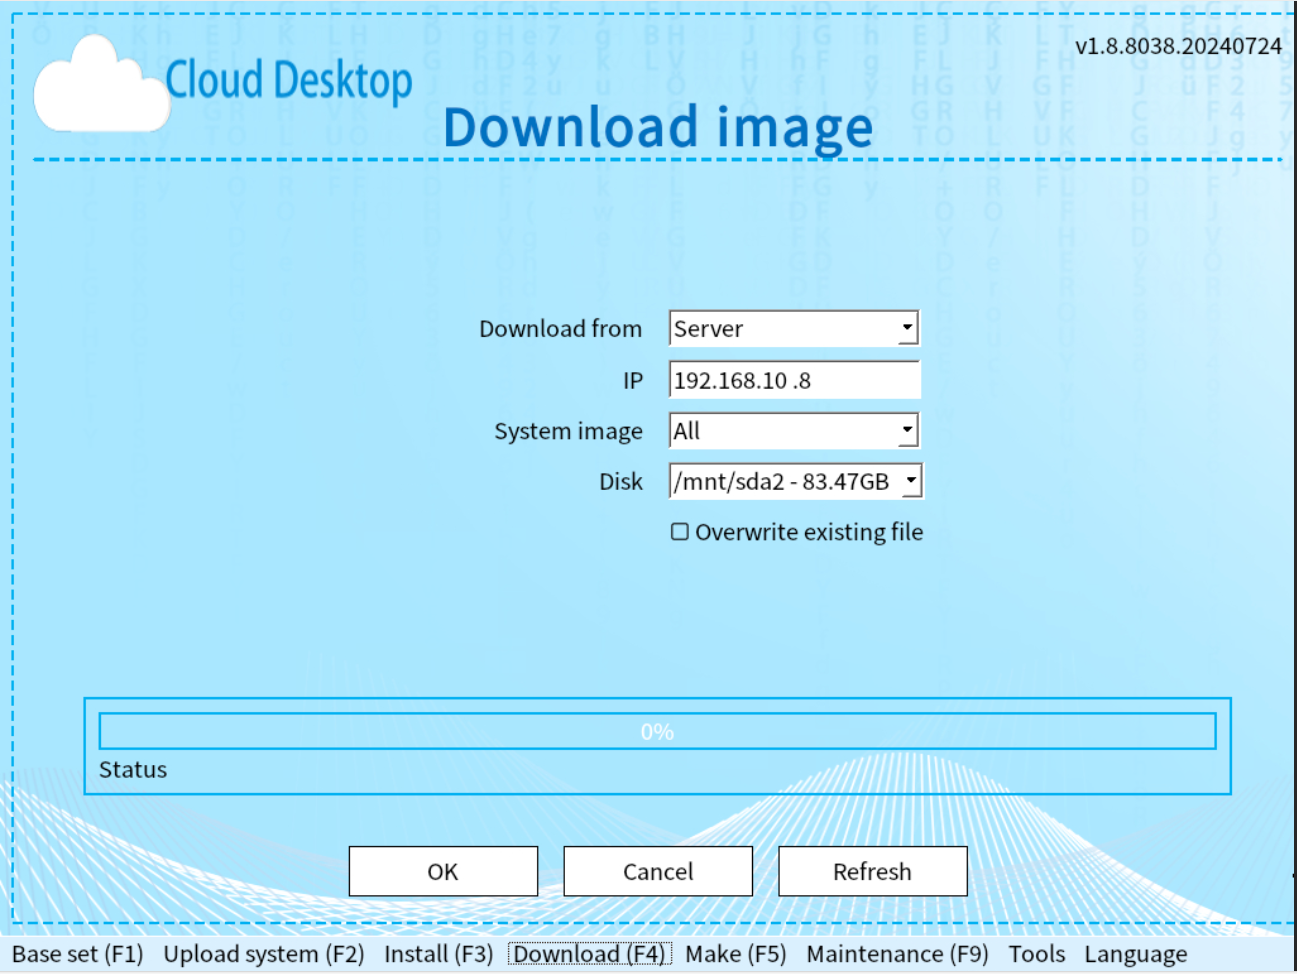 v1.8.8038.20240724
Cloud Desktop
Download image
Download from Server
IP 192.168.10 .8
System image All
Disk /mnt/sda2 - 83.47GB
Overwrite existing file
0%
Status
OK Cancel Refresh
Base set (F1) Upload system (F2) Install (F3) Download (F4) Make (F5) Maintenance (F9) Tools Language